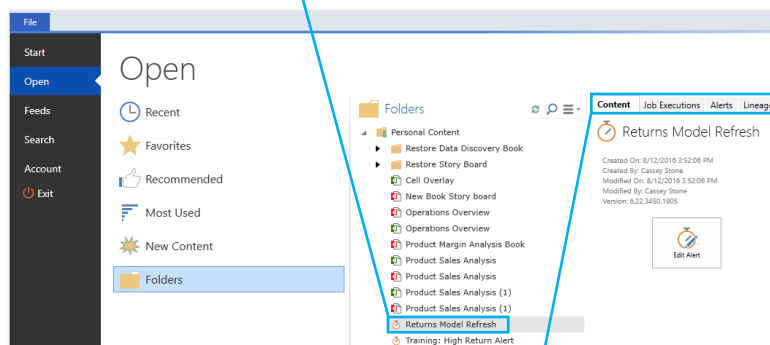 File
Start
Open
Feeds
Search
Account
Exit
Open
Recent
Favorites
Recommended
Most Used
New Content
Folders
Folders
Personal Content
Restore Data Discovery Book
Restore Story Board
Cell Overlay
New Book Story board
Operations Overview
Operations Overview
Product Margin Analysis Book
Product Sales Analysis
Product Sales Analysis
Product Sales Analysis (1)
Product Sales Analysis (1)
Returns Model Refresh
Training: High Return Alert
Content Job Executions Alerts Lineage
Returns Model Refresh
Created On: 8/12/2016 3:52:06 PM
Created By: Cassey Stone
Modified On: 8/12/2016 3:52:06 PM
Modified By: Cassey Stone
Version: 6.22.3450.1905
Edit Alert